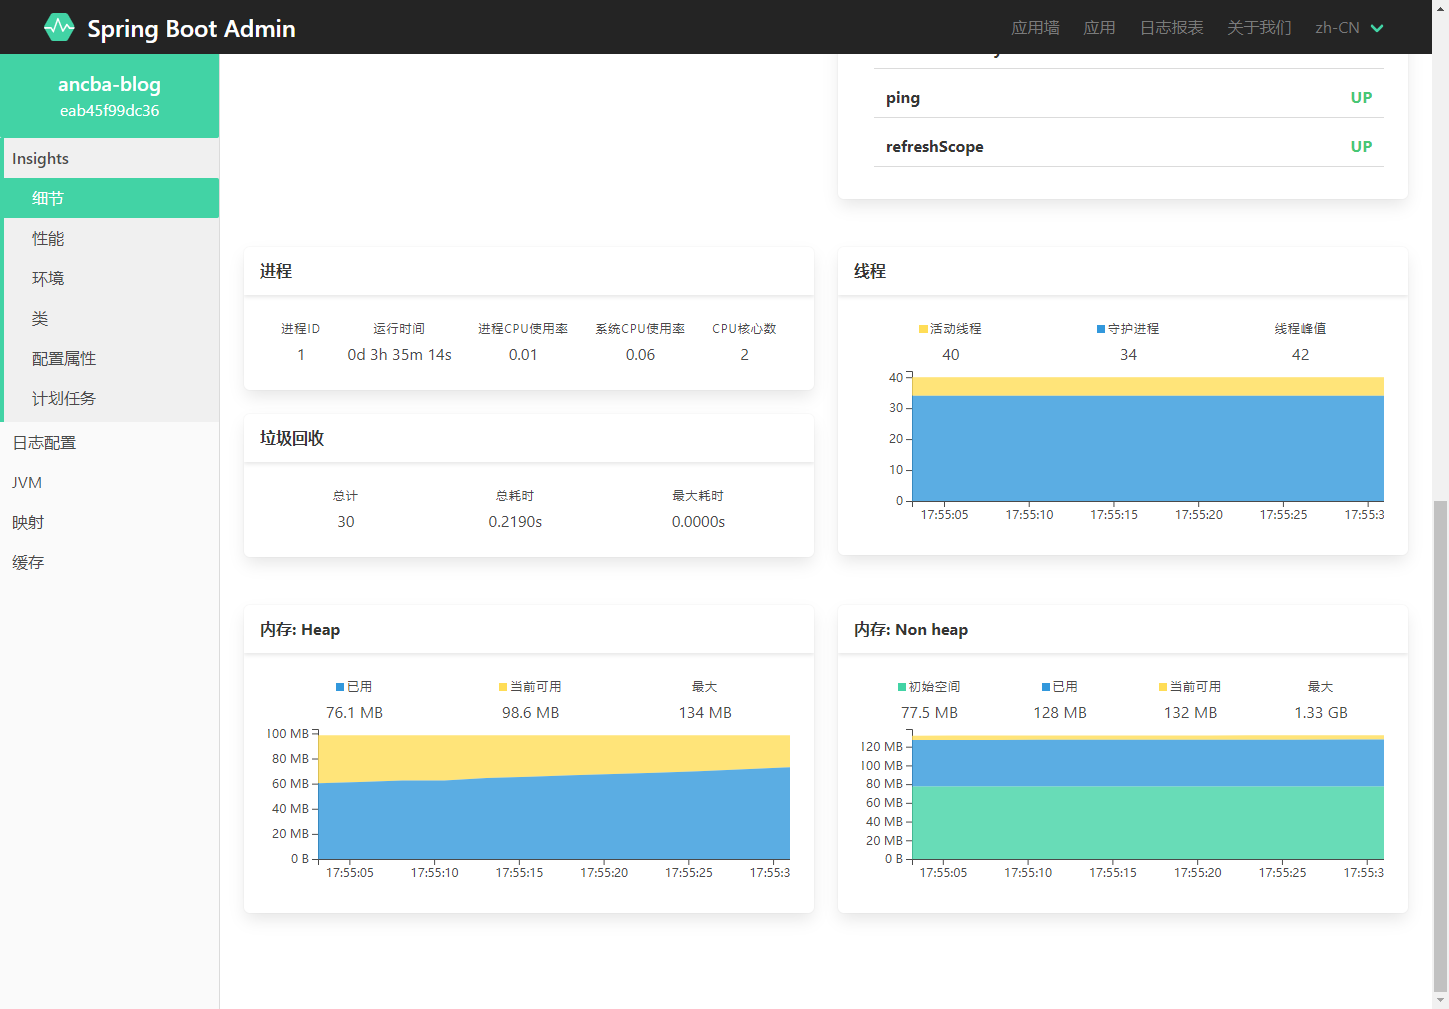 Spring Boot Admin
应用墙 应用 日志报表 关于我们 zh-CN
ancba-blog
eab45f99dc36
Insights
细节
性能
环境
类
配置属性
计划任务
日志配置
JVM
映射
缓存
ping UP
refreshScope UP
进程
进程ID 运行时间 进程CPU使用率 系统CPU使用率 CPU核心数
1 0d 3h 35m 14s 0.01 0.06 2
垃圾回收
总计 总耗时 最大耗时
30 0.2190s 0.0000s
线程
活动线程 守护进程 线程峰值
40 34 42
40
30
20
10
0
17:55:05 17:55:10 17:55:15 17:55:20 17:55:25 17:55:3
内存: Heap
已用 当前可用 最大
76.1 MB 98.6 MB 134 MB
100 MB
80 MB
60 MB
40 MB
20 MB
0 B
17:55:05 17:55:10 17:55:15 17:55:20 17:55:25 17:55:3
内存: Non heap
初始空间 已用 当前可用 最大
77.5 MB 128 MB 132 MB 1.33 GB
120 MB
100 MB
80 MB
60 MB
40 MB
20 MB
0 B
17:55:05 17:55:10 17:55:15 17:55:20 17:55:25 17:55:3